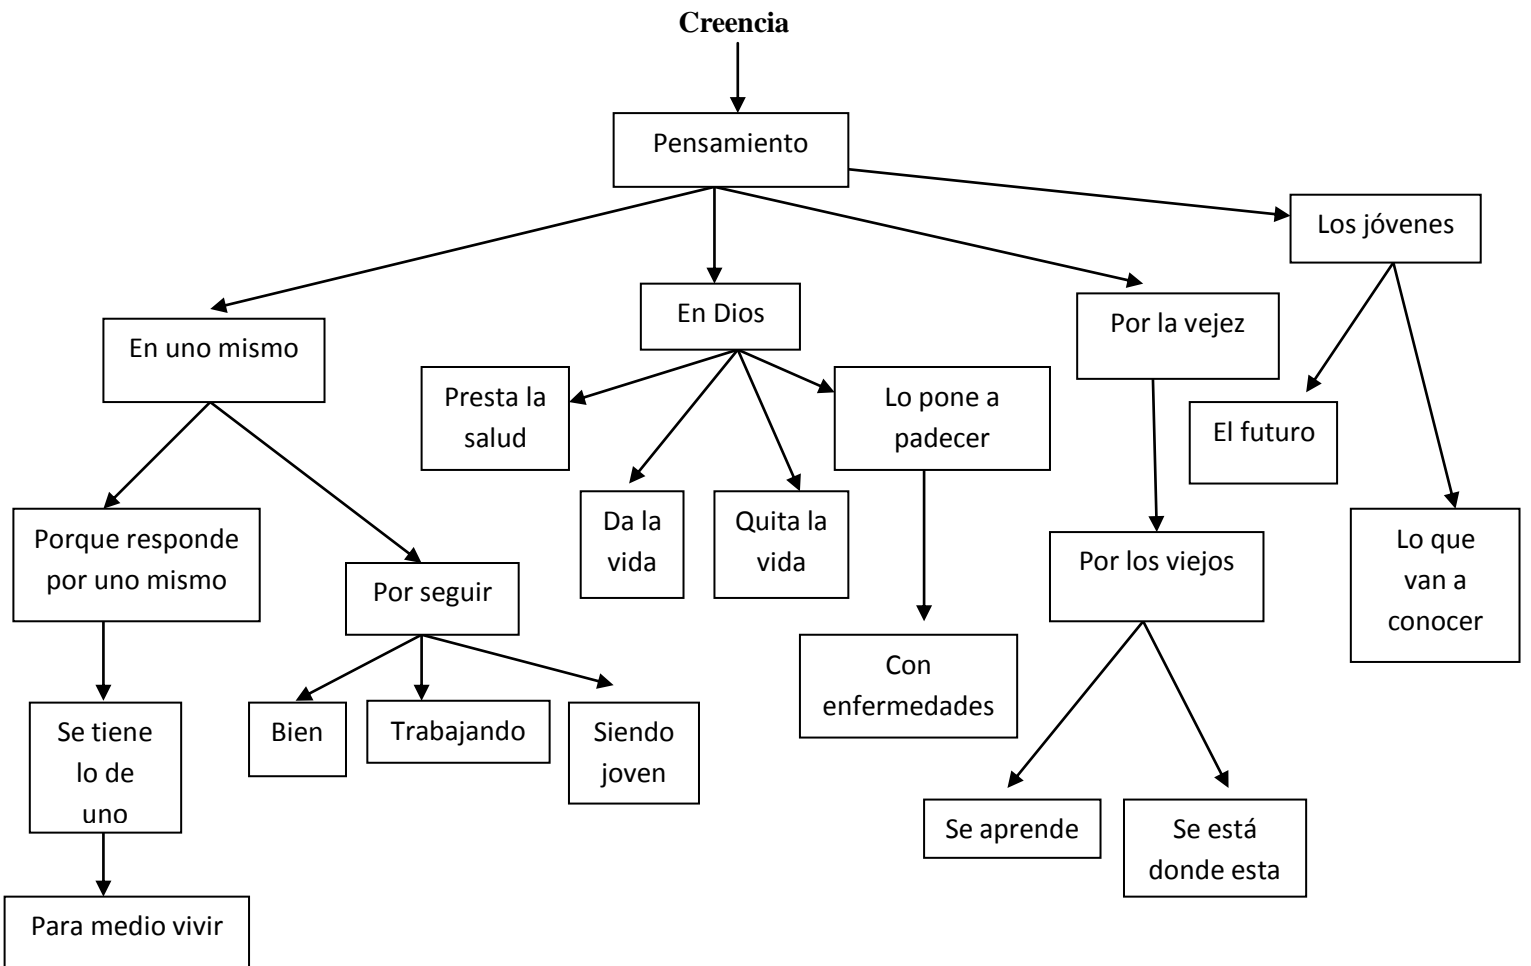 Creencia
Pensamiento
Los jóvenes
En Dios
Por la vejez
En uno mismo
Presta la
salud
Lo pone a
padecer
El futuro
Da la
vida
Quita la
vida
Porque responde
por uno mismo
Por seguir
Por los viejos
Lo que
van a
conocer
Con
enfermedades
Se tiene
lo de
uno
Bien
Trabajando
Siendo
joven
Se aprende
Se está
donde esta
Para medio vivir